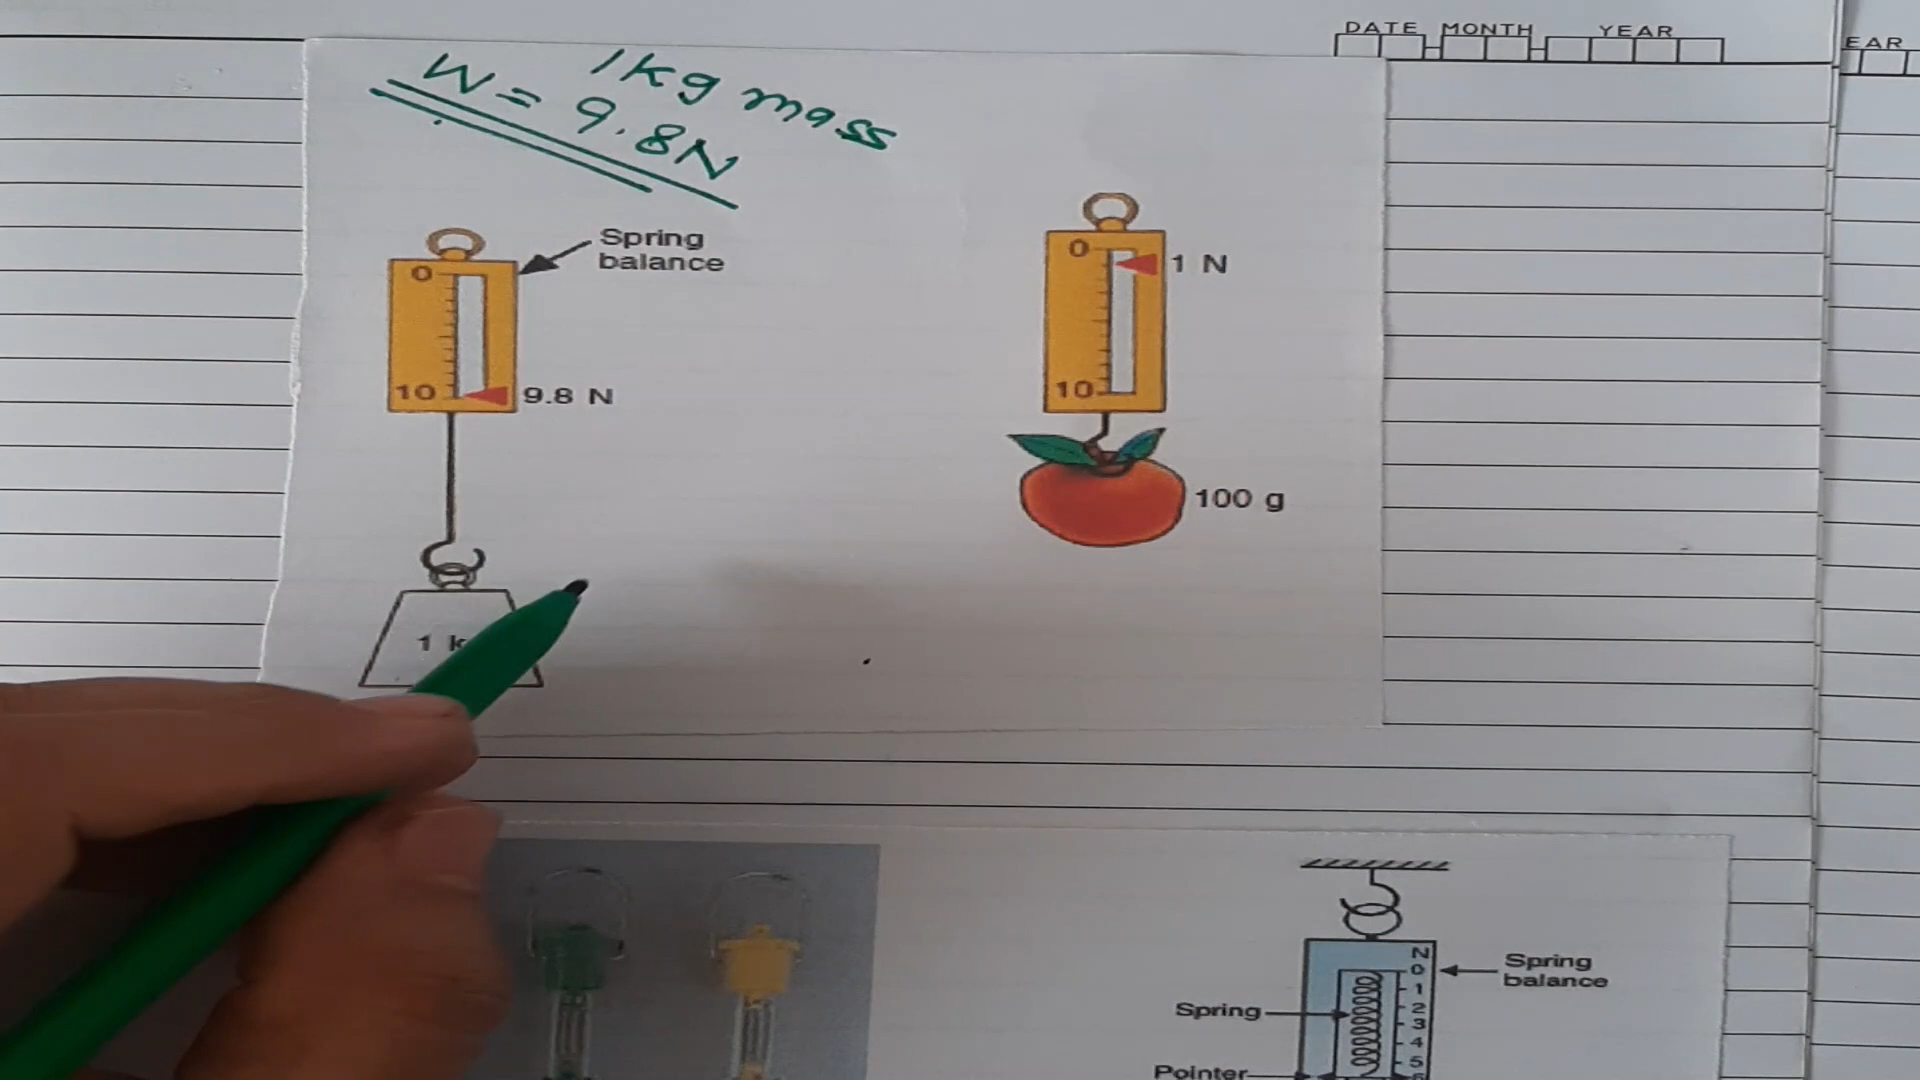 DATE MONTH YEAR
EAR
1kg mass
W = 9.8N
Spring
balance
0
10
9.8 N
0
1 N
10
100 g
1
N
0
1
2
3
4
5
Spring
balance
Spring
Pointer